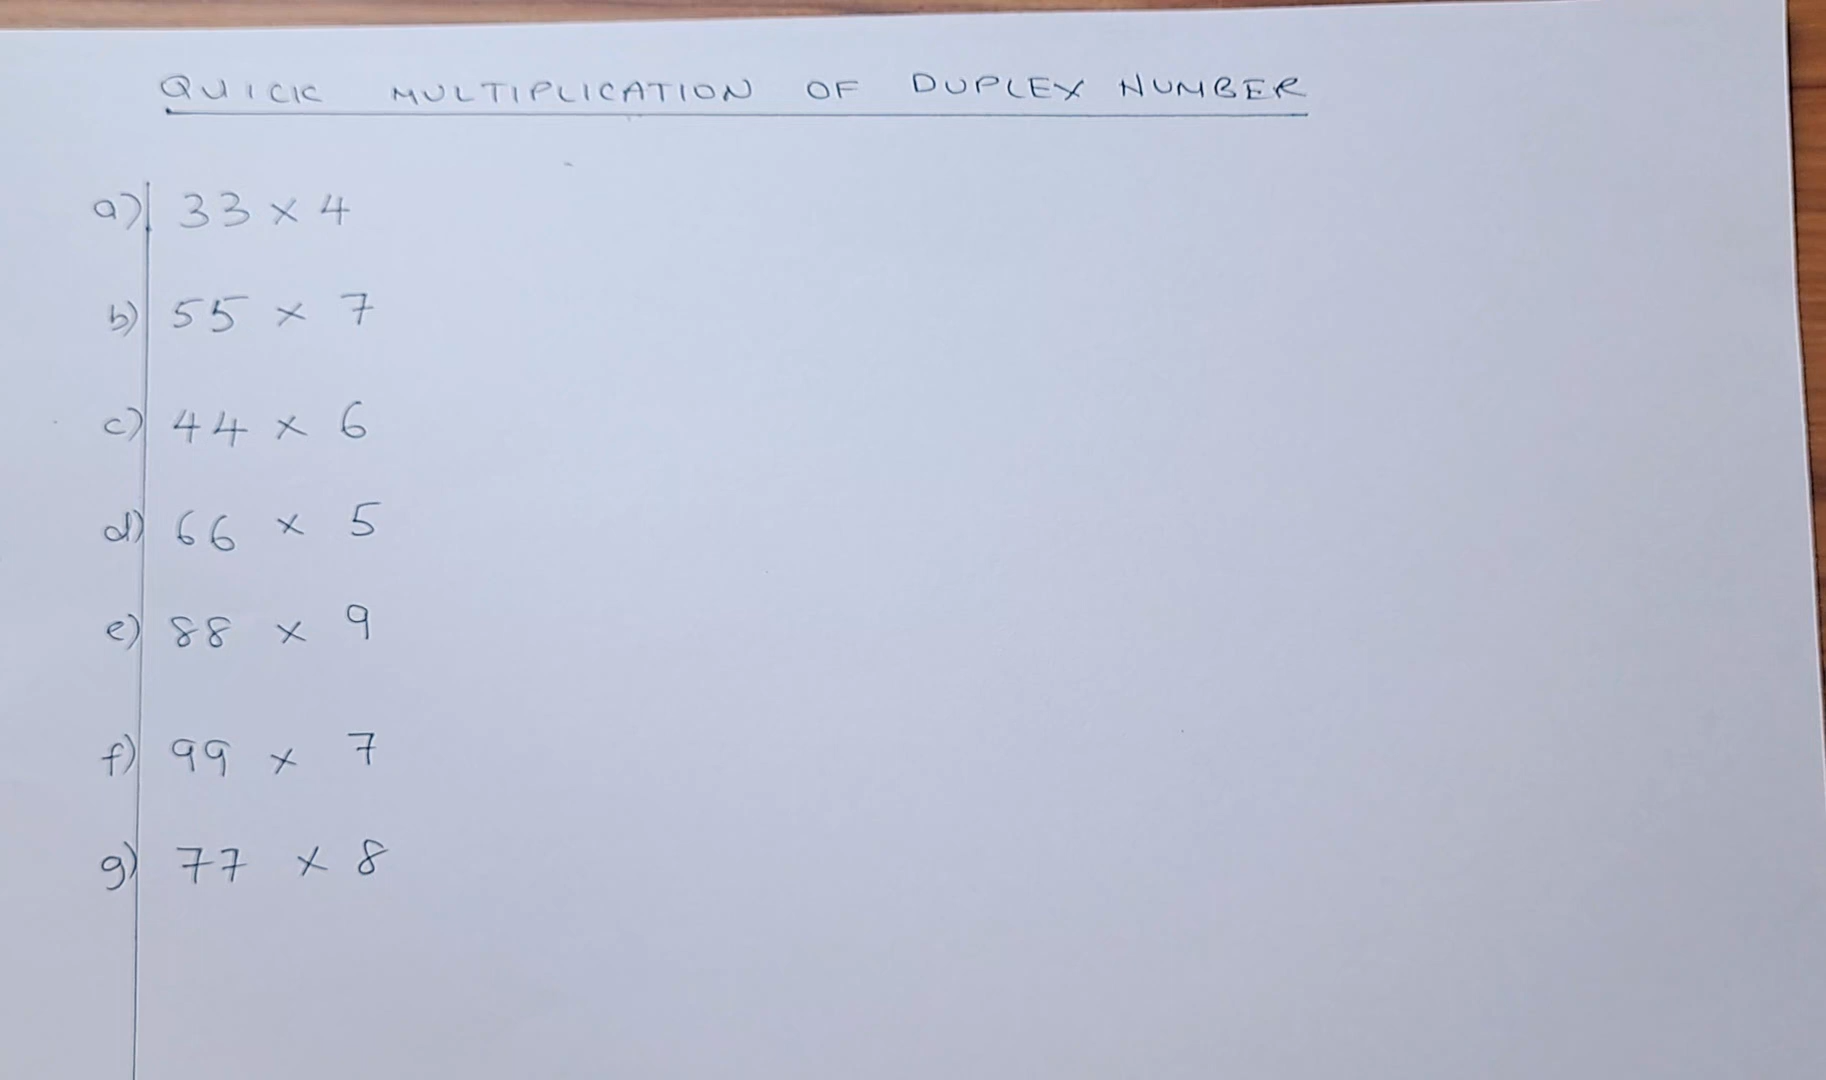 QUICK MULTIPLICATION OF DUPLEX NUMBER
a) 33 × 4
b) 55 × 7
c) 44 × 6
d) 66 × 5
e) 88 × 9
f) 99 × 7
g) 77 × 8